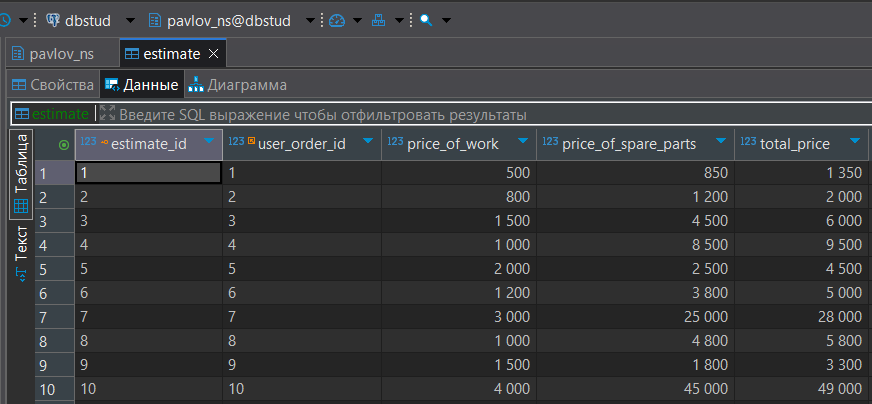 dbstud pavlov_ns@dbstud
pavlov_ns estimate
Свойства Данные Диаграмма
estimate Введите SQL выражение чтобы отфильтровать результаты
Таблица
Текст
123 estimate_id 123 user_order_id 123 price_of_work 123 price_of_spare_parts 123 total_price
1 1 1 500 850 1 350
2 2 2 800 1 200 2 000
3 3 3 1 500 4 500 6 000
4 4 4 1 000 8 500 9 500
5 5 5 2 000 2 500 4 500
6 6 6 1 200 3 800 5 000
7 7 7 3 000 25 000 28 000
8 8 8 1 000 4 800 5 800
9 9 9 1 500 1 800 3 300
10 10 10 4 000 45 000 49 000